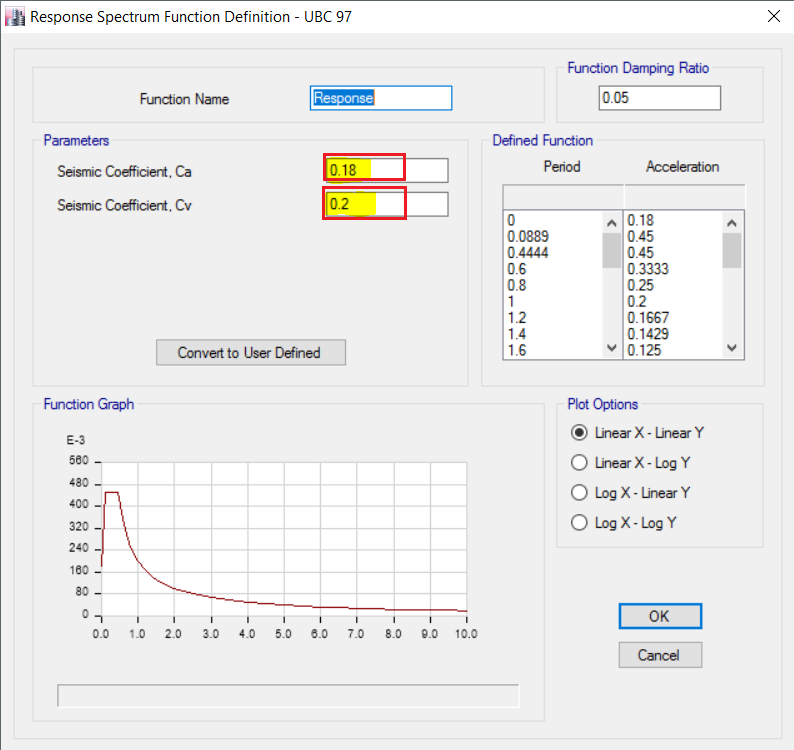 Response Spectrum Function Definition - UBC 97
Function Name
Response
Function Damping Ratio
0.05
Parameters
Seismic Coefficient, Ca
0.18
Seismic Coefficient, Cv
0.2
Convert to User Defined
Defined Function
Period Acceleration
0 0.18
0.0889 0.45
0.4444 0.45
0.6 0.3333
0.8 0.25
1 0.2
1.2 0.1667
1.4 0.1429
1.6 0.125
Function Graph
E-3
560
480
400
320
240
160
80
0
0.0 1.0 2.0 3.0 4.0 5.0 6.0 7.0 8.0 9.0 10.0
Plot Options
Linear X - Linear Y
Linear X - Log Y
Log X - Linear Y
Log X - Log Y
OK
Cancel